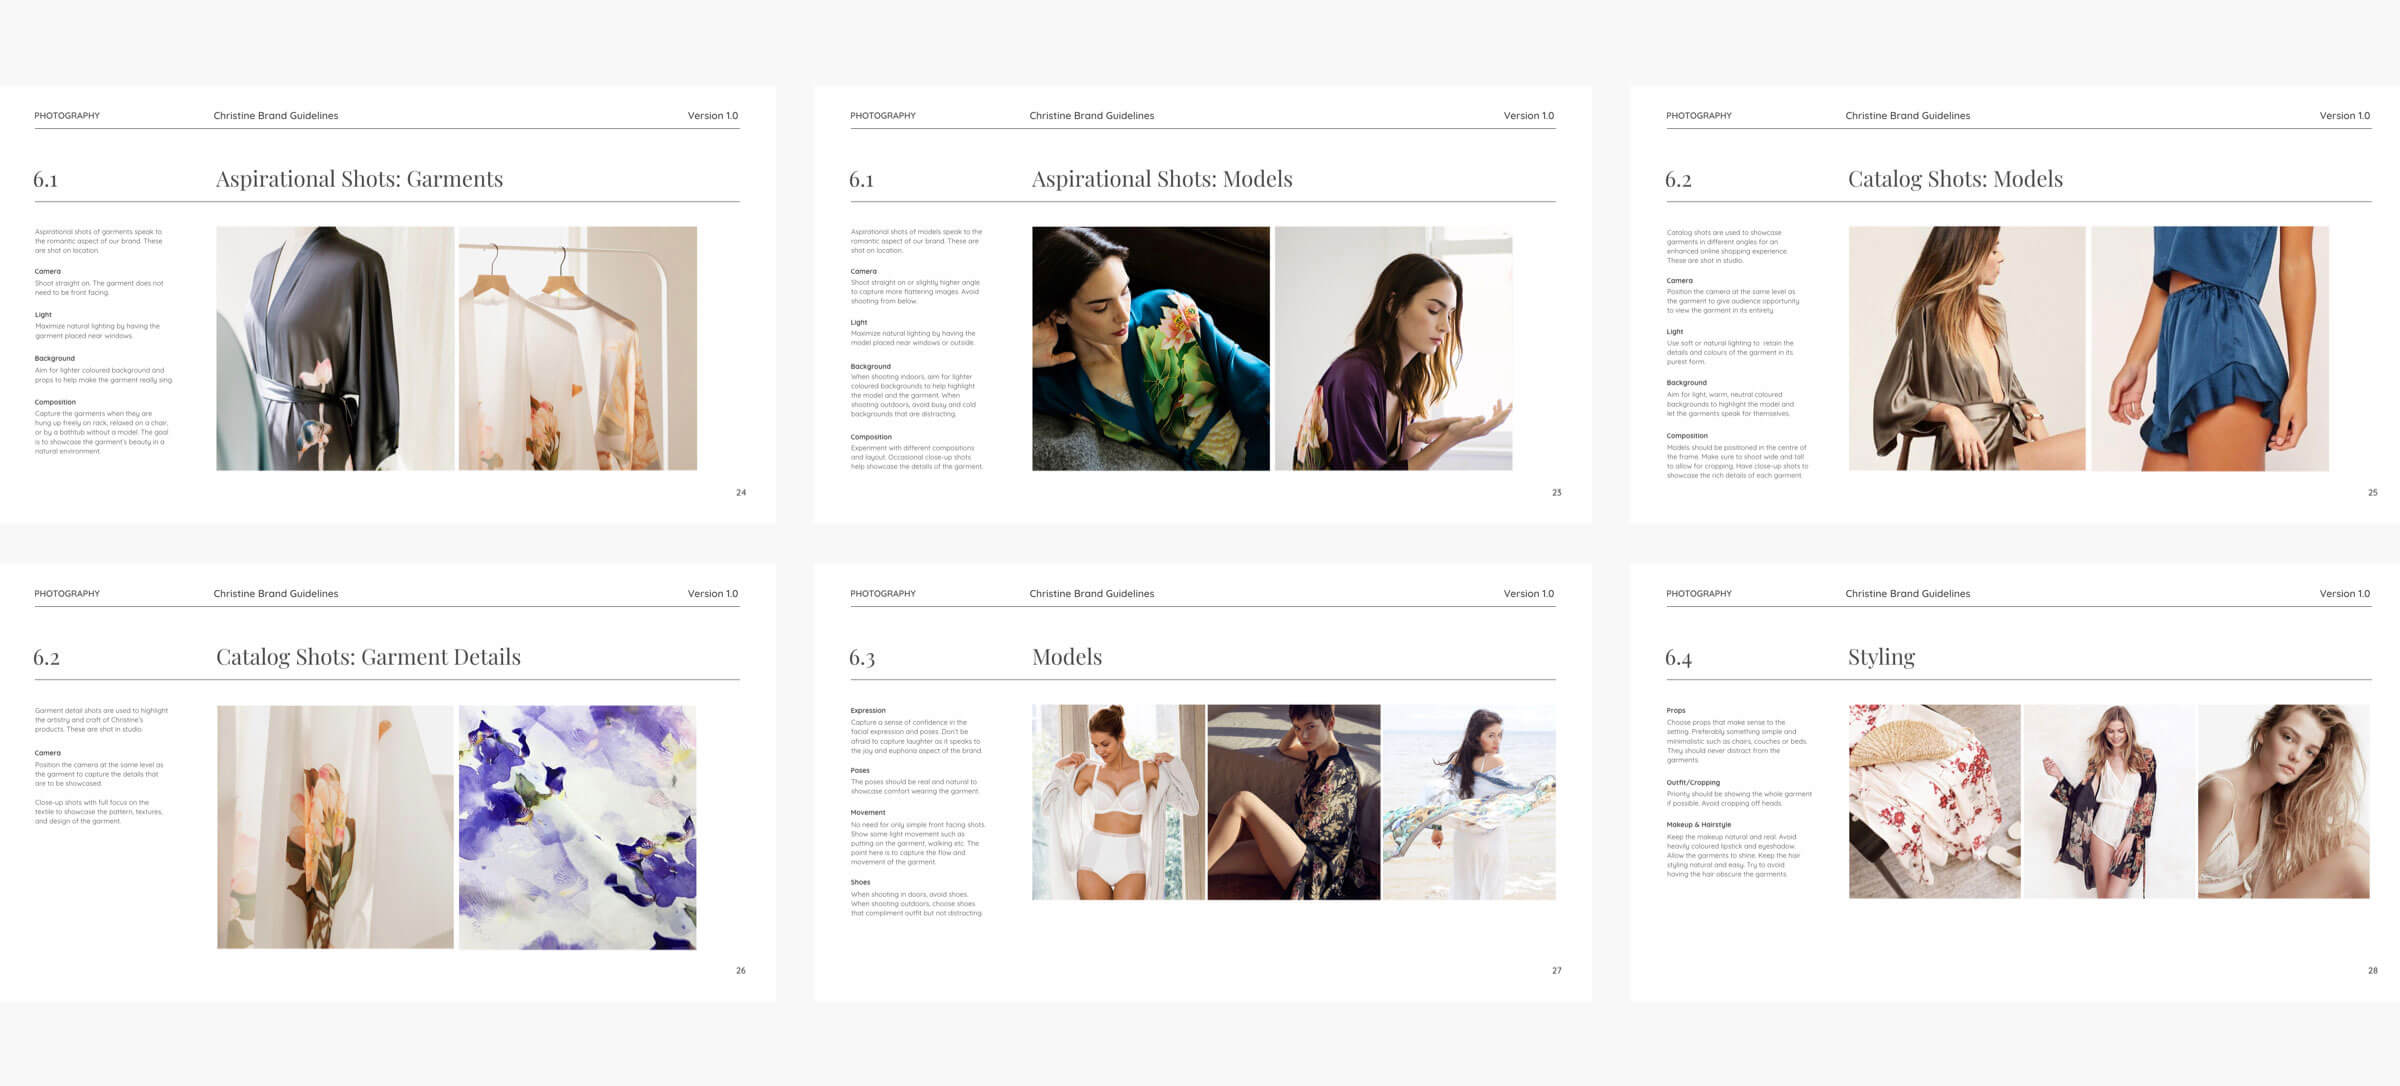 PHOTOGRAPHY Christine Brand Guidelines Version 1.0
6.1 Aspirational Shots: Garments
Aspirational shots of garments speak to
the romantic aspect of our brand. These
are shot on location.
Camera
Shoot straight on. The garment does not
need to be front facing.
Light
Maximize natural lighting by having the
garment placed near windows.
Background
Aim for lighter coloured background and
props to help make the garment really sing.
Composition
Capture the garments when they are
hung up freely on rack, relaxed on a chair,
or by a bathtub without a model. The goal
is to showcase the garment's beauty in a
natural environment.
24
PHOTOGRAPHY Christine Brand Guidelines Version 1.0
6.1 Aspirational Shots: Models
Aspirational shots of models speak to the
romantic aspect of our brand. These are
shot on location.
Camera
Shoot straight on or slightly higher angle
to capture more flattering images. Avoid
shooting from below.
Light
Maximize natural lighting by having the
model placed near windows or outside.
Background
When shooting indoors, aim for lighter
coloured backgrounds to help highlight
the model and the garment. When
shooting outdoors, avoid busy and cold
backgrounds that are distracting.
Composition
Experiment with different compositions
and layout. Occasional close-up shots
help showcase the details of the garment.
23
PHOTOGRAPHY Christine Brand Guidelines Version 1.0
6.2 Catalog Shots: Models
Catalog shots are used to showcase
garments in different angles for an
enhanced online shopping experience.
These are shot in studio.
Camera
Position the camera at the same level as
the garment to give audience opportunity
to view the garment in its entirety.
Light
Use soft or natural lighting to retain the
details and colours of the garment in its
purest form.
Background
Aim for light, warm, neutral coloured
backgrounds to highlight the model and
let the garments speak for themselves.
Composition
Models should be positioned in the centre of
the frame. Make sure to shoot wide and tall
to allow for cropping. Have close-up shots to
showcase the rich details of each garment.
25
PHOTOGRAPHY Christine Brand Guidelines Version 1.0
6.2 Catalog Shots: Garment Details
Garment detail shots are used to highlight
the artistry and craft of Christine's
products. These are shot in studio.
Camera
Position the camera at the same level as
the garment to capture the details that
are to be showcased.
Close-up shots with full focus on the
textile to showcase the pattern, textures,
and design of the garment.
26
PHOTOGRAPHY Christine Brand Guidelines Version 1.0
6.3 Models
Expression
Capture a sense of confidence in the
facial expression and poses. Don't be
afraid to capture laughter as it speaks to
the joy and euphoria aspect of the brand.
Poses
The poses should be real and natural to
showcase comfort wearing the garment.
Movement
No need for only simple front facing shots.
Show some light movement such as
putting on the garment, walking etc. The
point here is to capture the flow and
movement of the garment.
Shoes
When shooting in doors, avoid shoes.
When shooting outdoors, choose shoes
that compliment outfit but not distracting.
27
PHOTOGRAPHY Christine Brand Guidelines Version 1.0
6.4 Styling
Props
Choose props that make sense to the
setting. Preferably something simple and
minimalistic such as chairs, couches or beds.
They should never distract from the
garments.
Outfit/Cropping
Priority should be showing the whole garment
if possible. Avoid cropping off heads.
Makeup & Hairstyle
Keep the makeup natural and real. Avoid
heavily coloured lipstick and eyeshadow.
Allow the garments to shine. Keep the hair
styling natural and easy. Try to avoid
having the hair obscure the garments.
28